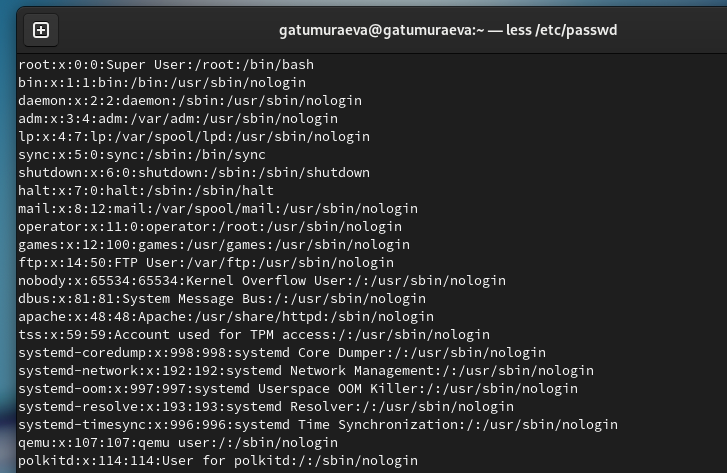 gatumuraeva@gatumuraeva:~ — less /etc/passwd
root:x:0:0:Super User:/root:/bin/bash
bin:x:1:1:bin:/bin:/usr/sbin/nologin
daemon:x:2:2:daemon:/sbin:/usr/sbin/nologin
adm:x:3:4:adm:/var/adm:/usr/sbin/nologin
lp:x:4:7:lp:/var/spool/lpd:/usr/sbin/nologin
sync:x:5:0:sync:/sbin:/bin/sync
shutdown:x:6:0:shutdown:/sbin:/sbin/shutdown
halt:x:7:0:halt:/sbin:/sbin/halt
mail:x:8:12:mail:/var/spool/mail:/usr/sbin/nologin
operator:x:11:0:operator:/root:/usr/sbin/nologin
games:x:12:100:games:/usr/games:/usr/sbin/nologin
ftp:x:14:50:FTP User:/var/ftp:/usr/sbin/nologin
nobody:x:65534:65534:Kernel Overflow User:/:/usr/sbin/nologin
dbus:x:81:81:System Message Bus:/:/usr/sbin/nologin
apache:x:48:48:Apache:/usr/share/httpd:/sbin/nologin
tss:x:59:59:Account used for TPM access:/:/usr/sbin/nologin
systemd-coredump:x:998:998:systemd Core Dumper:/:/usr/sbin/nologin
systemd-network:x:192:192:systemd Network Management:/:/usr/sbin/nologin
systemd-oom:x:997:997:systemd Userspace OOM Killer:/:/usr/sbin/nologin
systemd-resolve:x:193:193:systemd Resolver:/:/usr/sbin/nologin
systemd-timesync:x:996:996:systemd Time Synchronization:/:/usr/sbin/nologin
qemu:x:107:107:qemu user:/:/sbin/nologin
polkitd:x:114:114:User for polkitd:/:/sbin/nologin